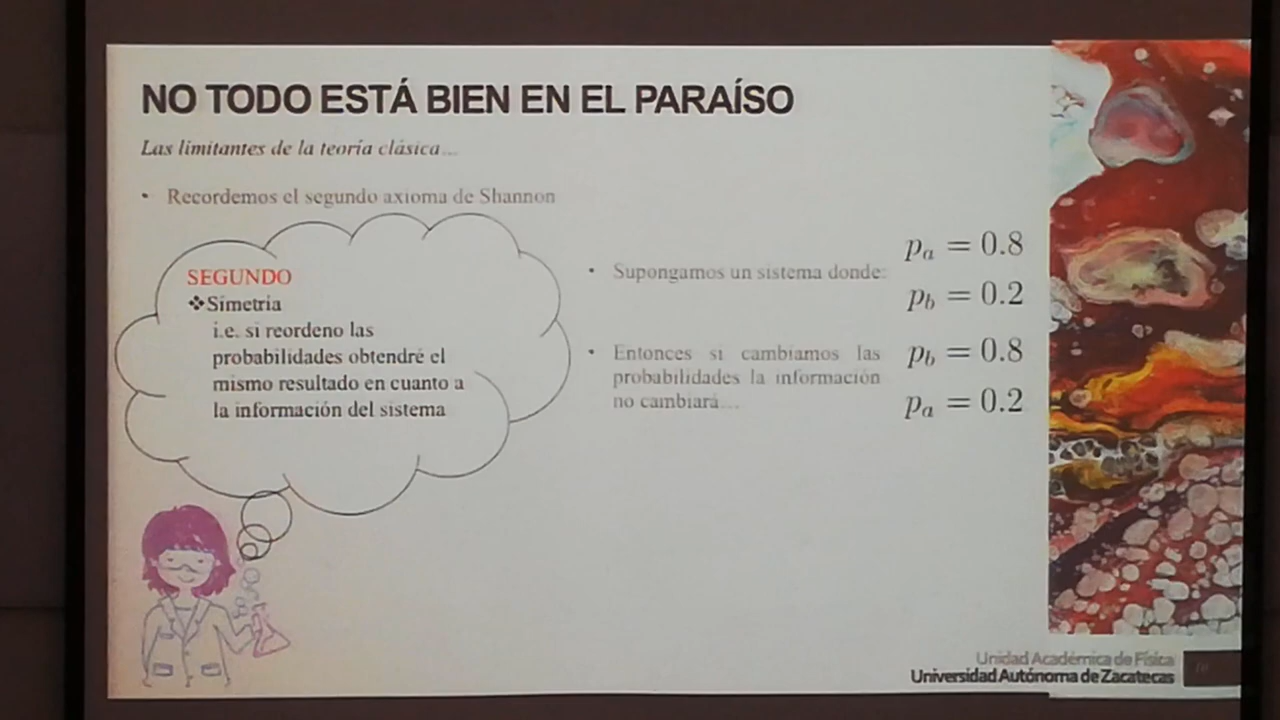 NO TODO ESTÁ BIEN EN EL PARAÍSO
Las limitantes de la teoría clásica...
• Recordemos el segundo axioma de Shannon
SEGUNDO
❖Simetría
i.e. si reordeno las
probabilidades obtendré el
mismo resultado en cuanto a
la información del sistema
• Supongamos un sistema donde:
p_a = 0.8
p_b = 0.2
• Entonces si cambiamos las
probabilidades la información
no cambiará...
p_b = 0.8
p_a = 0.2
Unidad Académica de Física
Universidad Autónoma de Zacatecas